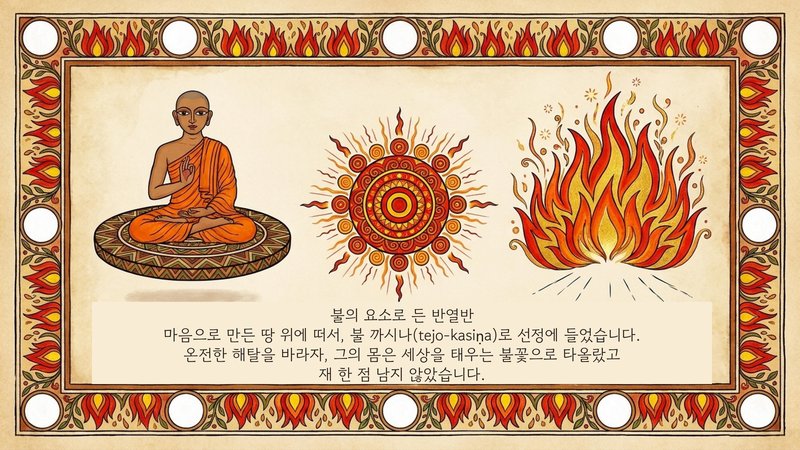 불의 요소로 든 반열반
마음으로 만든 땅 위에 떠서, 불 까시나(tejo-kasiṇa)로 선정에 들었습니다.
온전한 해탈을 바라자, 그의 몸은 세상을 태우는 불꽃으로 타올랐고
재 한 점 남지 않았습니다.